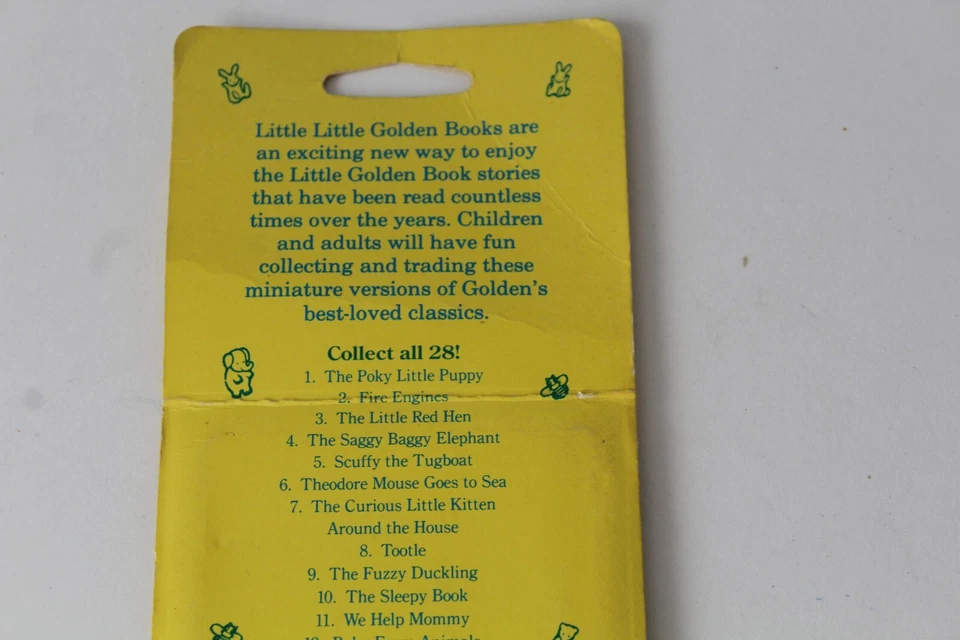 Little Little Golden Books are
an exciting new way to enjoy
the Little Golden Book stories
that have been read countless
times over the years. Children
and adults will have fun
collecting and trading these
miniature versions of Golden's
best-loved classics.
Collect all 28!
1. The Poky Little Puppy
2. Fire Engines
3. The Little Red Hen
4. The Saggy Baggy Elephant
5. Scuffy the Tugboat
6. Theodore Mouse Goes to Sea
7. The Curious Little Kitten
Around the House
8. Tootle
9. The Fuzzy Duckling
10. The Sleepy Book
11. We Help Mommy
12. Baby Farm Animals